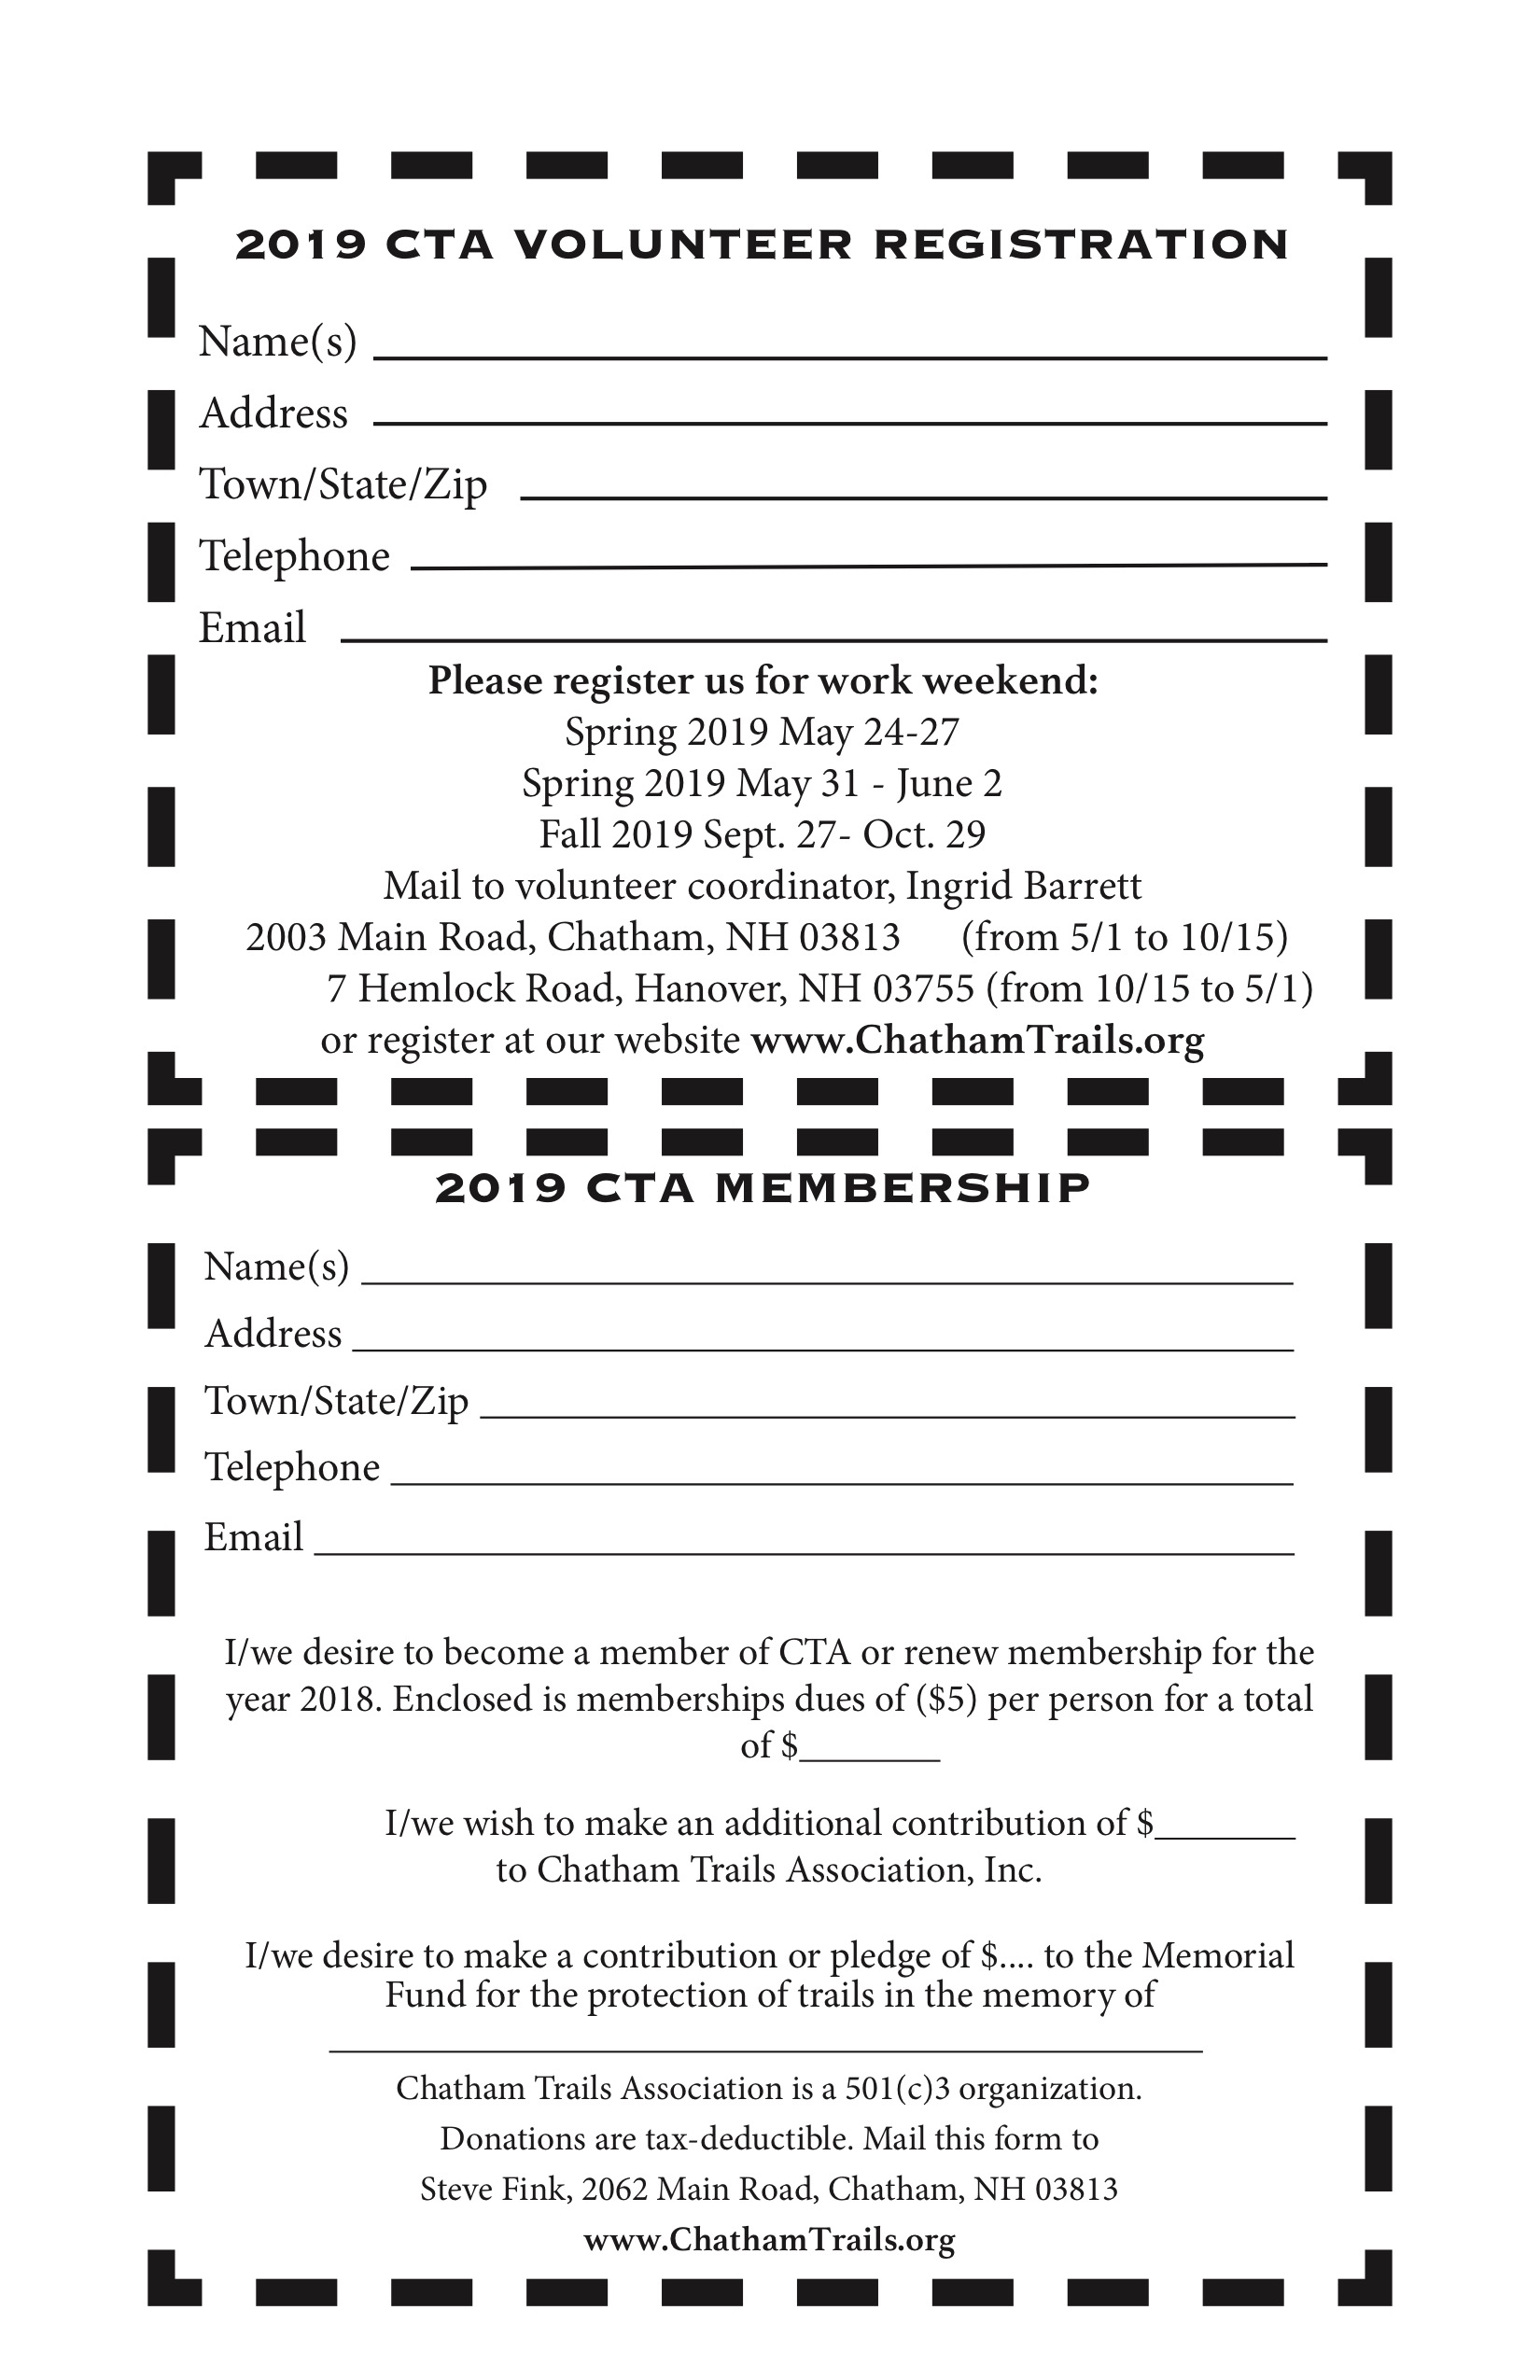 2019 CTA VOLUNTEER REGISTRATION
Name(s)
Address
Town/State/Zip
Telephone
Email
Please register us for work weekend:
Spring 2019 May 24-27
Spring 2019 May 31 - June 2
Fall 2019 Sept. 27- Oct. 29
Mail to volunteer coordinator, Ingrid Barrett
2003 Main Road, Chatham, NH 03813 (from 5/1 to 10/15)
7 Hemlock Road, Hanover, NH 03755 (from 10/15 to 5/1)
or register at our website www.ChathamTrails.org
2019 CTA MEMBERSHIP
Name(s)
Address
Town/State/Zip
Telephone
Email
I/we desire to become a member of CTA or renew membership for the
year 2018. Enclosed is memberships dues of ($5) per person for a total
of $________
I/we wish to make an additional contribution of $________
to Chatham Trails Association, Inc.
I/we desire to make a contribution or pledge of $.... to the Memorial
Fund for the protection of trails in the memory of
Chatham Trails Association is a 501(c)3 organization.
Donations are tax-deductible. Mail this form to
Steve Fink, 2062 Main Road, Chatham, NH 03813
www.ChathamTrails.org